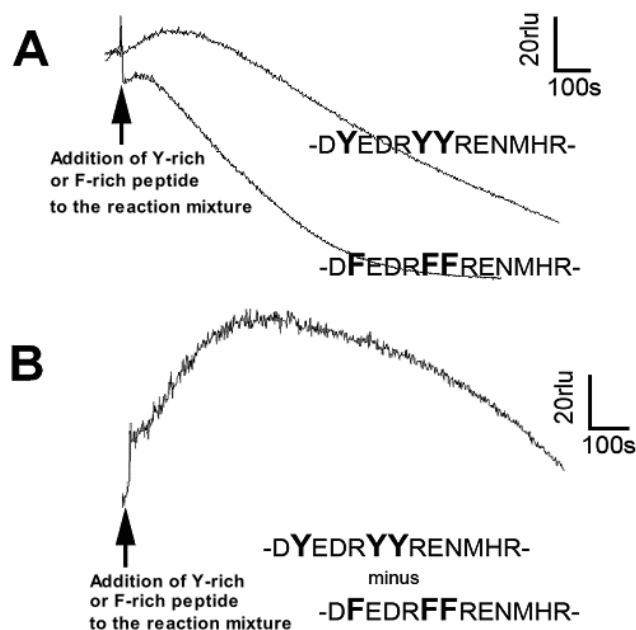 A
20rlu
100s
-DYEDRYYRENMHR-
Addition of Y-rich
or F-rich peptide
to the reaction mixture
-DFEDRFFRENMHR-
B
20rlu
100s
-DYEDRYYRENMHR-
minus
-DFEDRFFRENMHR-
Addition of Y-rich
or F-rich peptide
to the reaction mixture